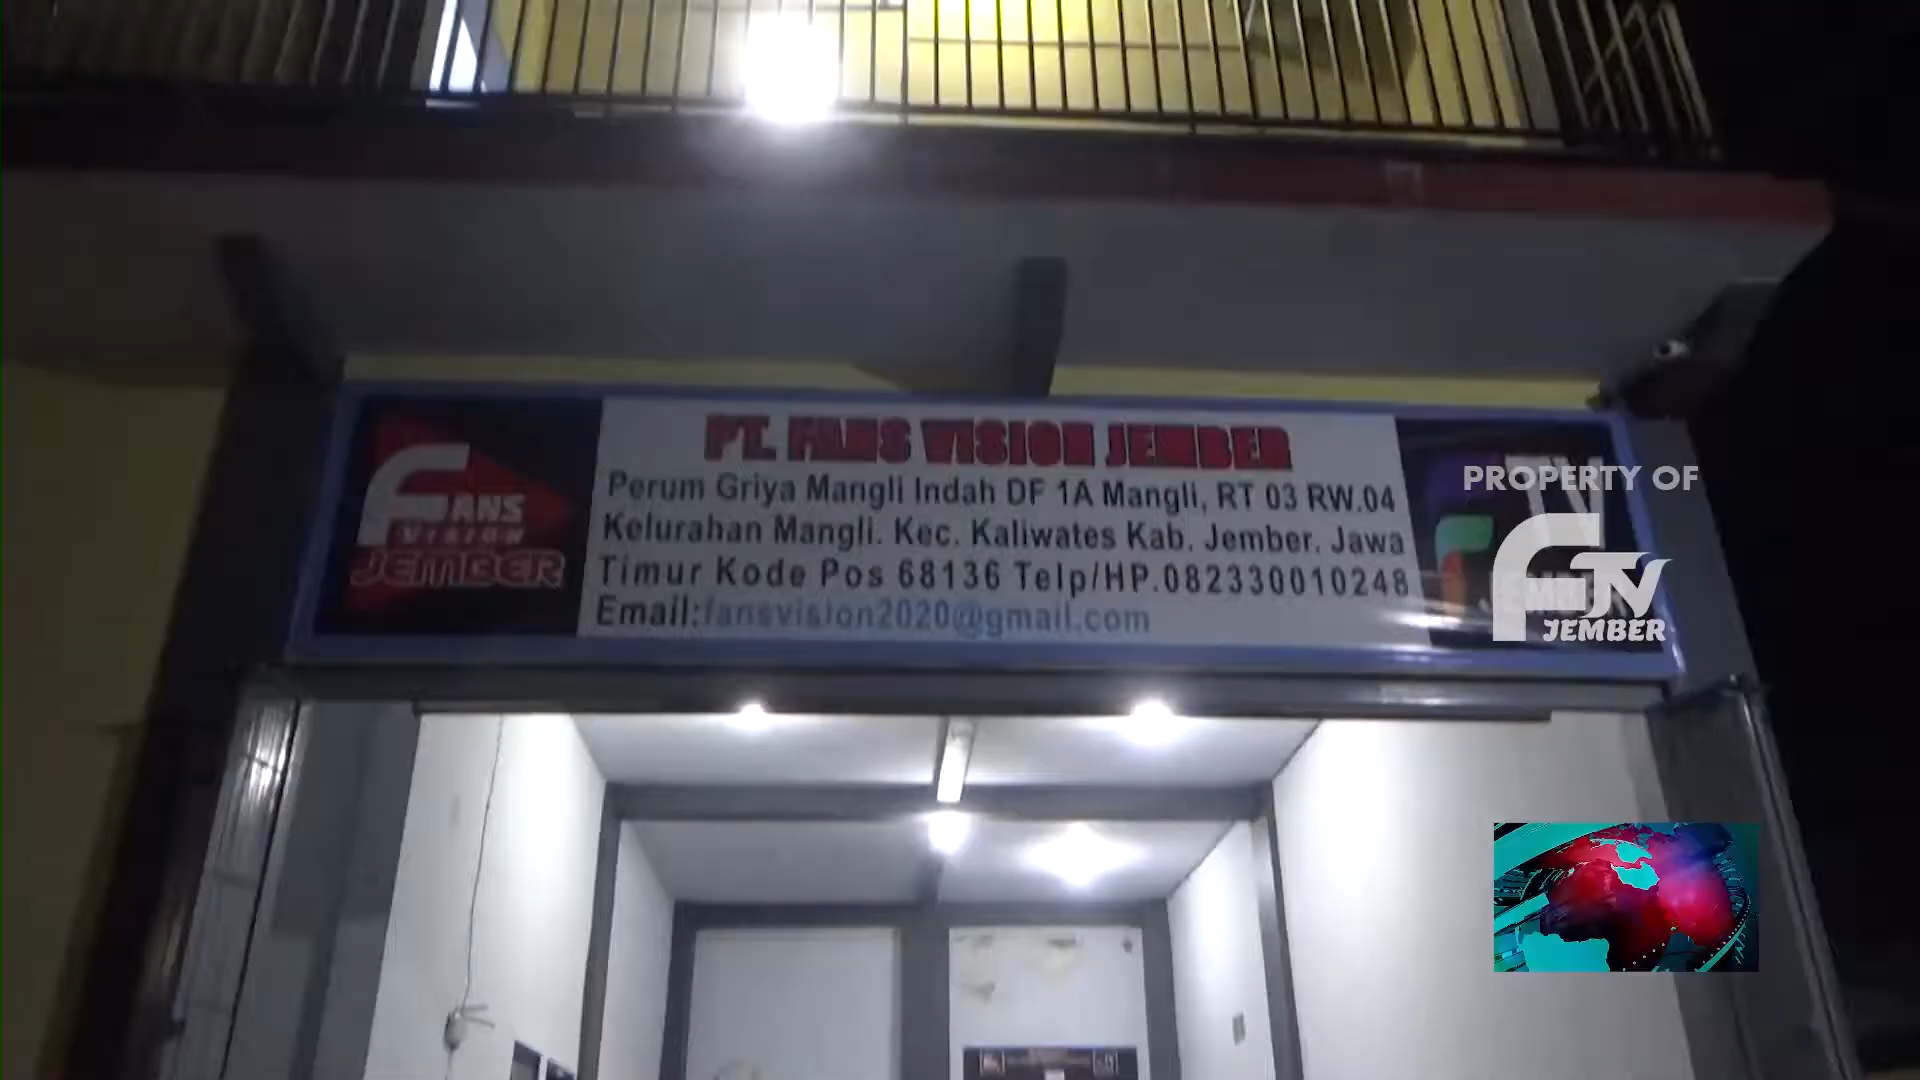 PT. FANS VISION JEMBER
Perum Griya Mangli Indah DF 1A Mangli, RT 03 RW.04
Kelurahan Mangli. Kec. Kaliwates Kab. Jember. Jawa
Timur Kode Pos 68136 Telp/HP.082330010248
Email:fansvision2020@gmail.com
FANS
VISION
JEMBER
TV
PROPERTY OF
FTV
JEMBER